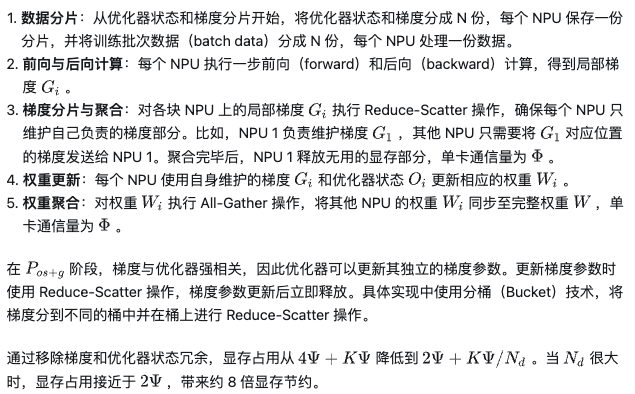 1. 数据分片：从优化器状态和梯度分片开始，将优化器状态和梯度分成 N 份，每个 NPU 保存一份
分片，并将训练批次数据（batch data）分成 N 份，每个 NPU 处理一份数据。
2. 前向与后向计算：每个 NPU 执行一步前向（forward）和后向（backward）计算，得到局部梯
度 G_i 。
3. 梯度分片与聚合：对各块 NPU 上的局部梯度 G_i 执行 Reduce-Scatter 操作，确保每个 NPU 只
维护自己负责的梯度部分。比如，NPU 1 负责维护梯度 G_1 ，其他 NPU 只需要将 G_1 对应位置
的梯度发送给 NPU 1。聚合完毕后，NPU 1 释放无用的显存部分，单卡通信量为 Φ 。
4. 权重更新：每个 NPU 使用自身维护的梯度 G_i 和优化器状态 O_i 更新相应的权重 W_i 。
5. 权重聚合：对权重 W_i 执行 All-Gather 操作，将其他 NPU 的权重 W_i 同步至完整权重 W ，单
卡通信量为 Φ 。
在 P_{os+g} 阶段，梯度与优化器强相关，因此优化器可以更新其独立的梯度参数。更新梯度参数时
使用 Reduce-Scatter 操作，梯度参数更新后立即释放。具体实现中使用分桶（Bucket）技术，将
梯度分到不同的桶中并在桶上进行 Reduce-Scatter 操作。
通过移除梯度和优化器状态冗余，显存占用从 4Ψ + KΨ 降低到 2Ψ + KΨ/N_d 。当 N_d 很大
时，显存占用接近于 2Ψ ，带来约 8 倍显存节约。